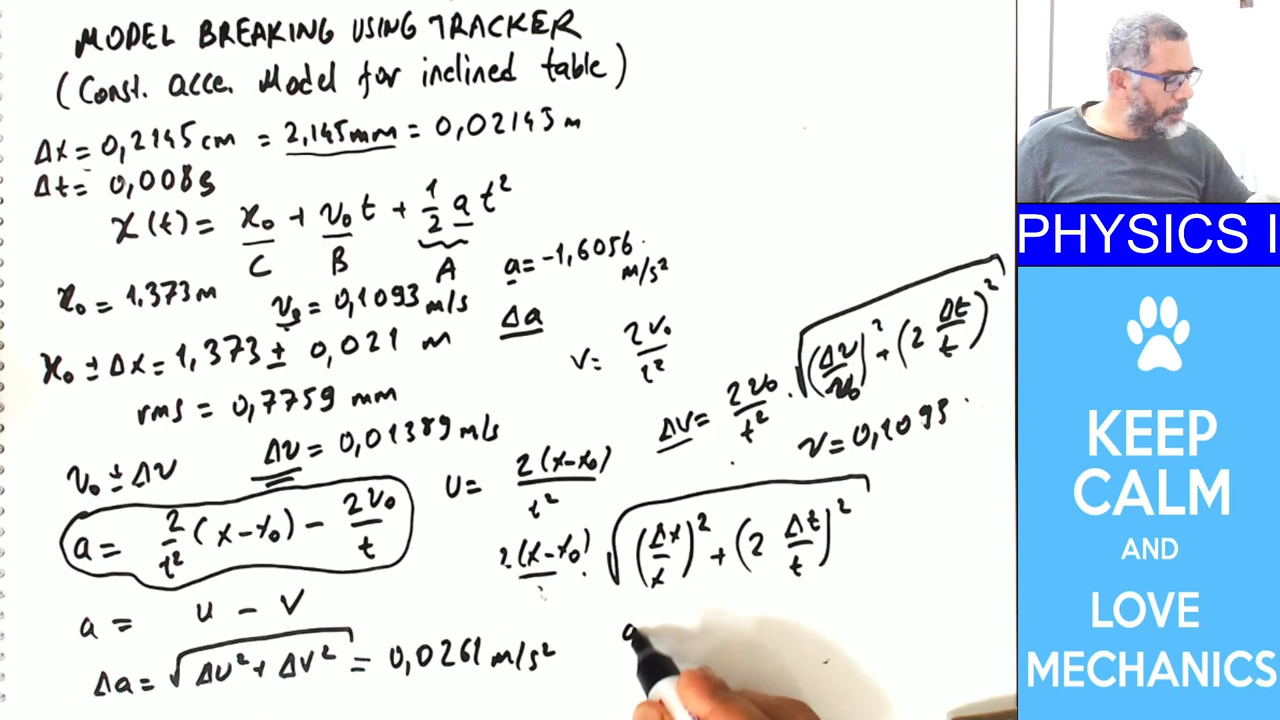 MODEL BREAKING USING TRACKER
(Const. acce. Model for inclined table)
Δx = 0,2145 cm = 2,145mm = 0,02145 m
Δt = 0,008s
x(t) = x₀ + v₀ t + 1/2 a t²
C B A
a = -1,6056 m/s²
x₀ = 1,373 m v₀ = 0,1093 m/s Δa
x₀ ± Δx = 1,373 ± 0,021 m
v = 2v₀/t²
rms = 0,7759 mm
Δv = 2v₀/t² . √((Δv/v₀)² + (2 Δt/t)²)
v = 0,1093
v₀ ± Δv Δv = 0,01389 m/s
a = 2/t² (x-x₀) - 2v₀/t
u = 2(x-x₀)/t²
2(x-x₀) . √((Δx/x)² + (2 Δt/t)²)
a = u - v
Δa = √(Δu² + Δv²) = 0,0261 m/s²
a
PHYSICS I
KEEP
CALM
AND
LOVE
MECHANICS